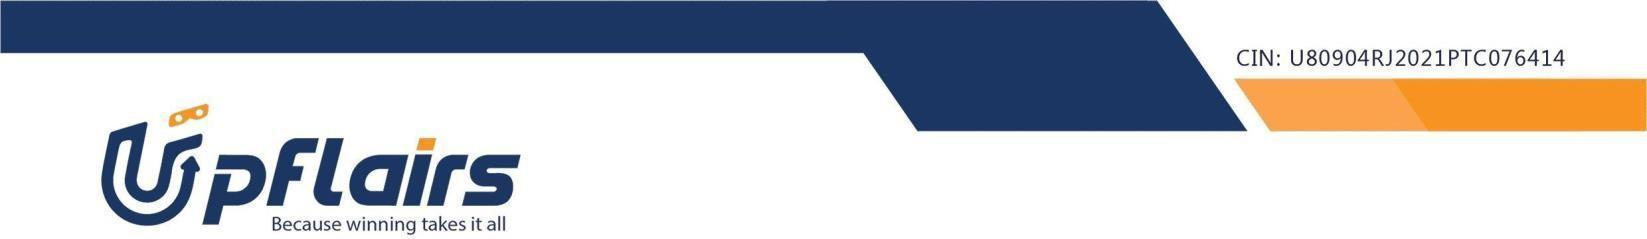 CIN: U80904RJ2021PTC076414
Upflairs
Because winning takes it all